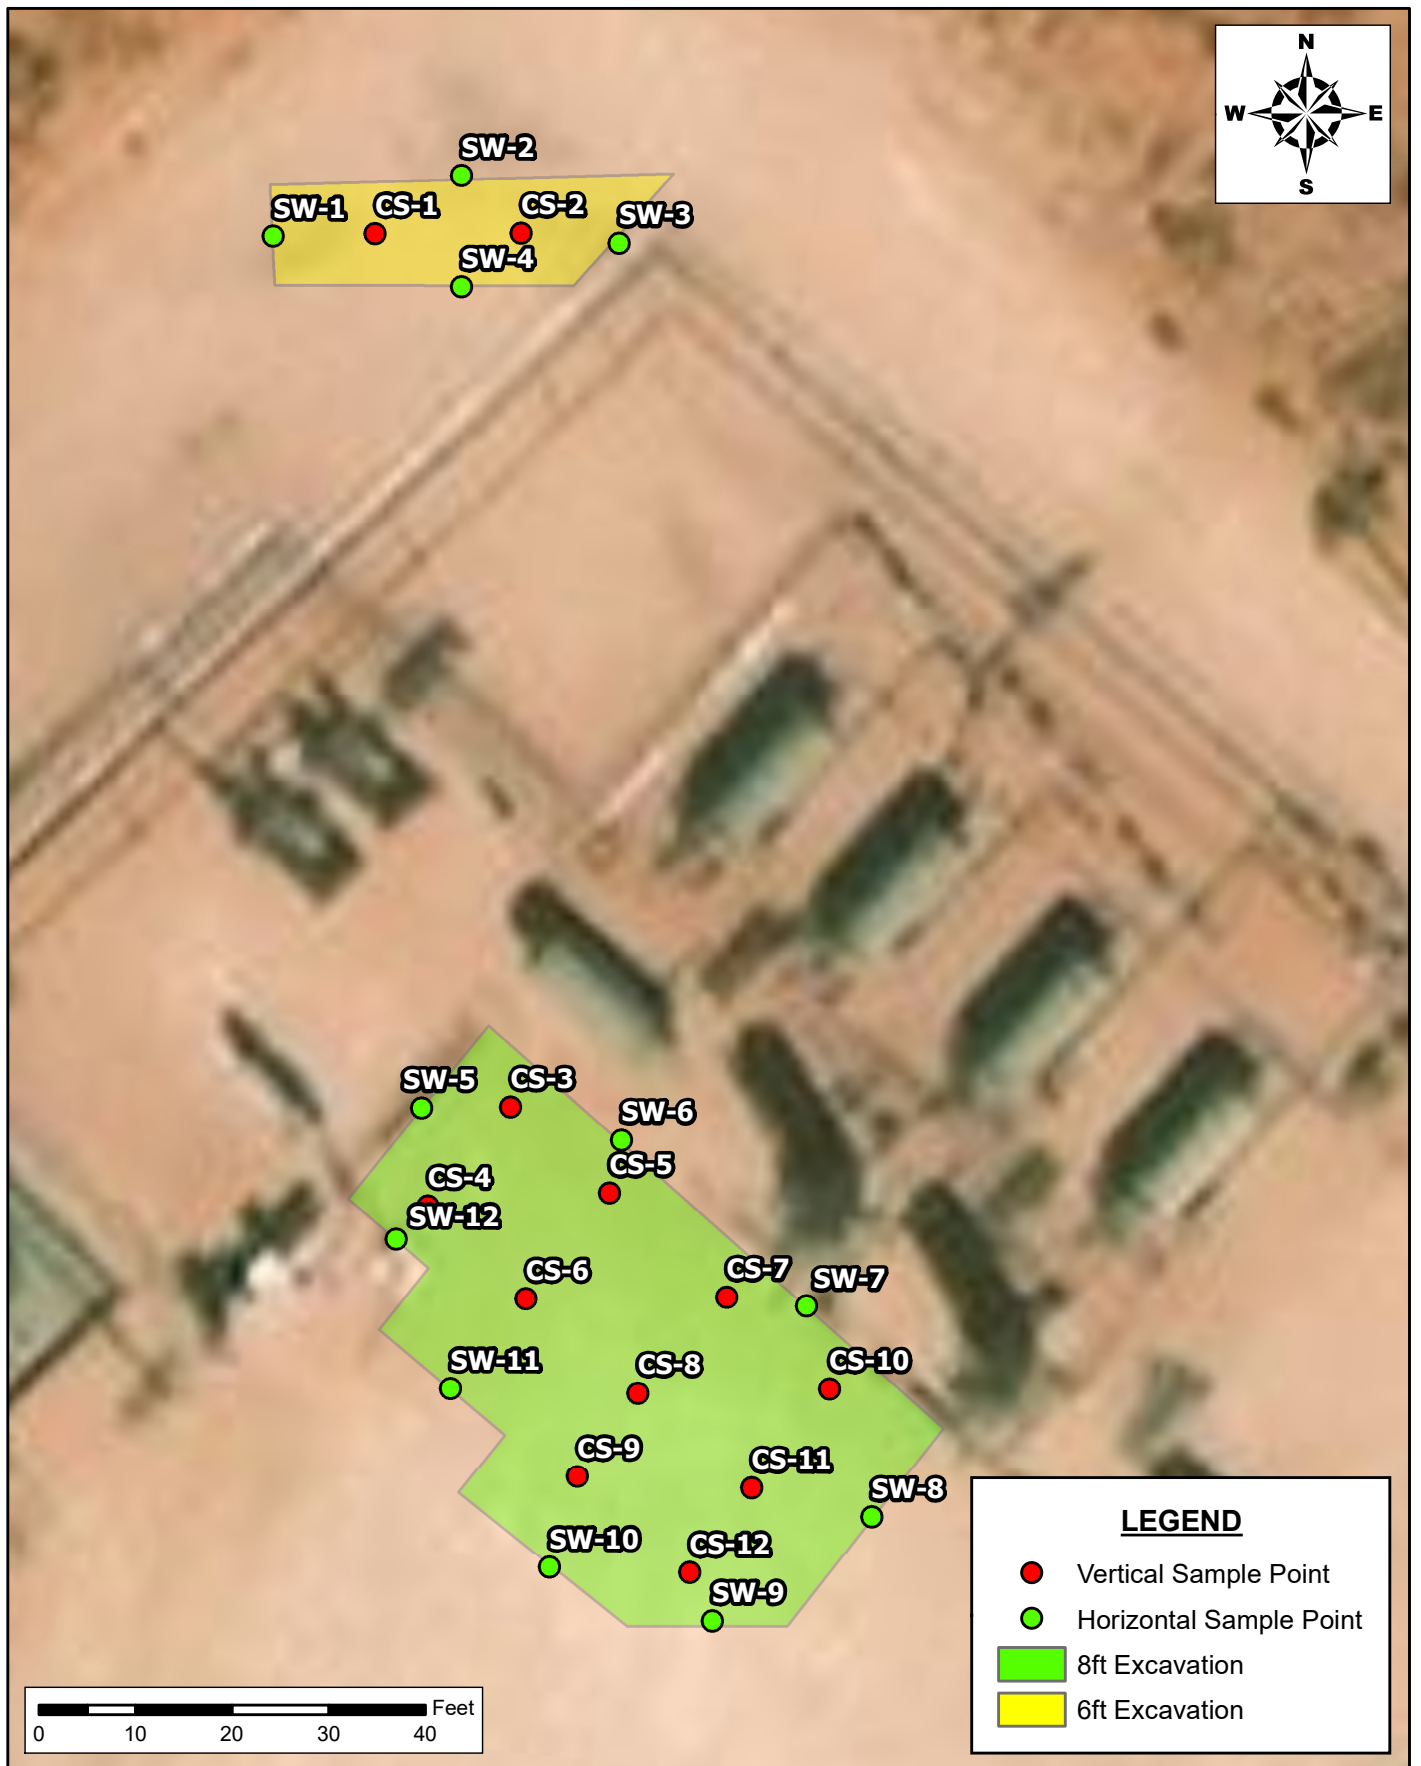 N
W E
S
SW-2
SW-1 CS-1 CS-2 SW-3
SW-4
SW-5 CS-3
SW-6
CS-5
CS-4
SW-12
CS-6 CS-7 SW-7
SW-11 CS-8 CS-10
CS-9 CS-11
SW-8
SW-10 CS-12
SW-9
LEGEND
Vertical Sample Point
Horizontal Sample Point
8ft Excavation
6ft Excavation
Feet
0 10 20 30 40